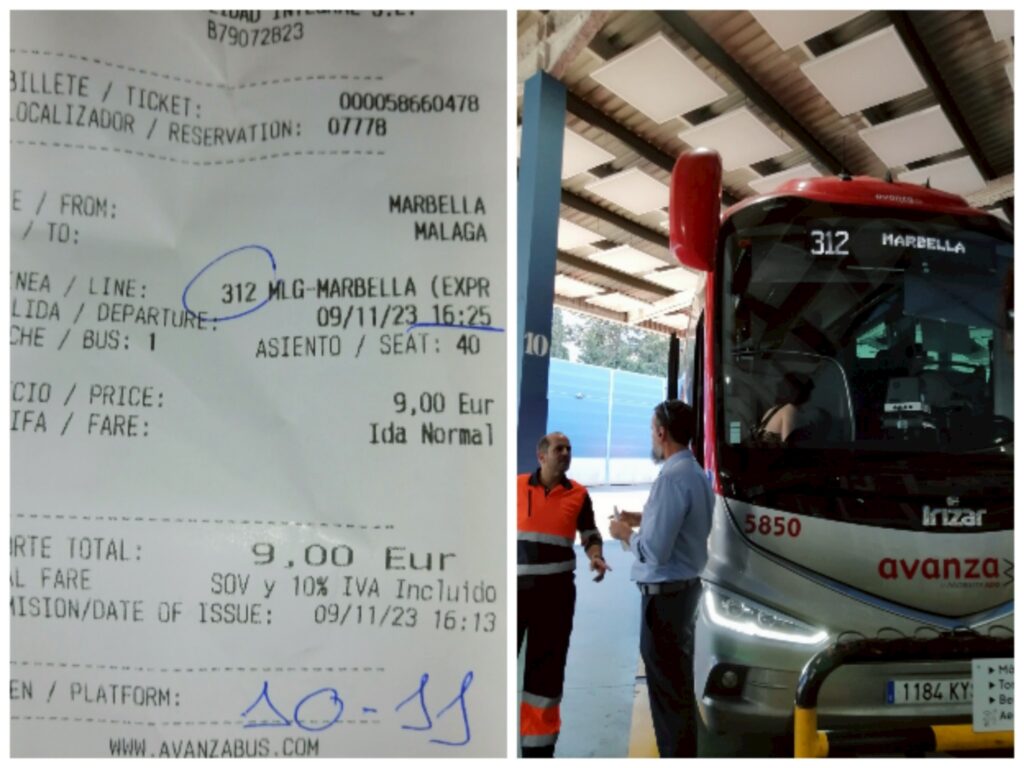 B79072823
BILLETE / TICKET: 000058660478
LOCALIZADOR / RESERVATION: 07778
E / FROM: MARBELLA
/ TO: MALAGA
NEA / LINE: 312 MLG-MARBELLA (EXPR
LIDA / DEPARTURE: 09/11/23 16:25
CHE / BUS: 1 ASIENTO / SEAT: 40
CIO / PRICE: 9,00 Eur
IFA / FARE: Ida Normal
ORTE TOTAL: 9,00 Eur
AL FARE SOV y 10% IVA Incluido
MISION/DATE OF ISSUE: 09/11/23 16:13
EN / PLATFORM: 10-11
WWW.AVANZABUS.COM
avanza
312 MARBELLA
10
irizar
5850
avanza
1184 KY